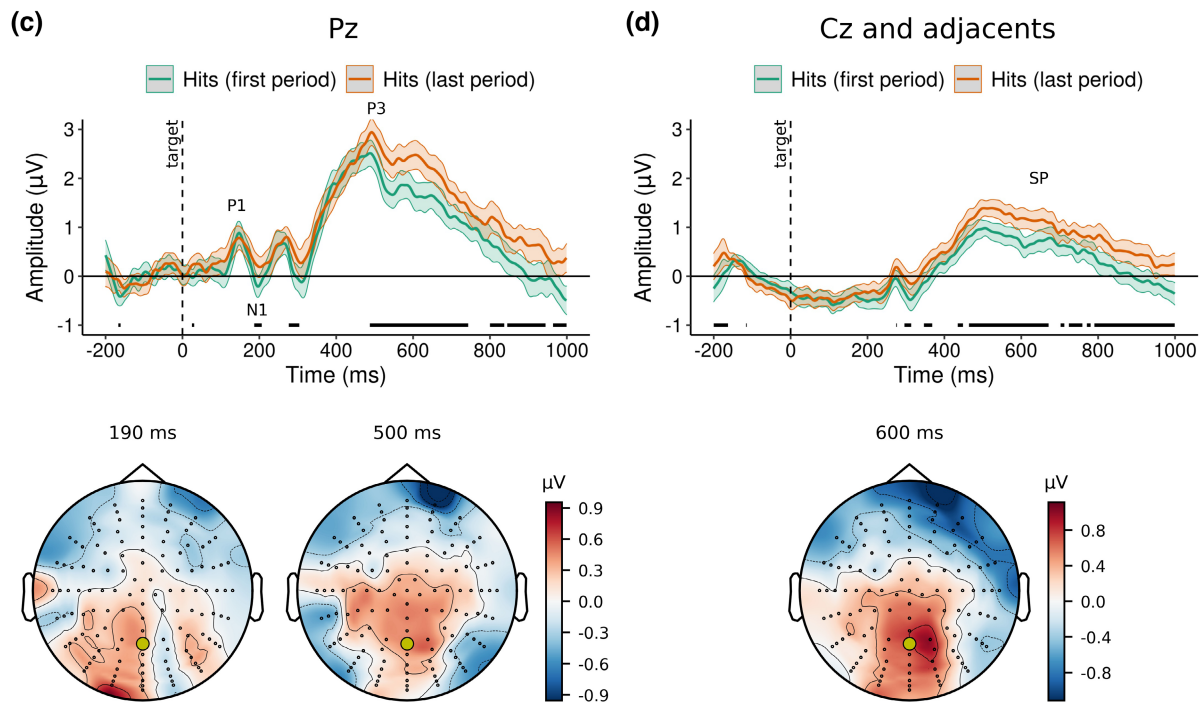 (c)
Pz
Hits (first period)
Hits (last period)
Amplitude (µV)
3
2
1
0
-1
target
P1
N1
P3
-200
0
200
400
600
800
1000
Time (ms)
(d)
Cz and adjacents
Hits (first period)
Hits (last period)
Amplitude (µV)
3
2
1
0
-1
target
SP
-200
0
200
400
600
800
1000
Time (ms)
190 ms
500 ms
µV
0.9
0.6
0.3
0.0
-0.3
-0.6
-0.9
600 ms
µV
0.8
0.4
0.0
-0.4
-0.8